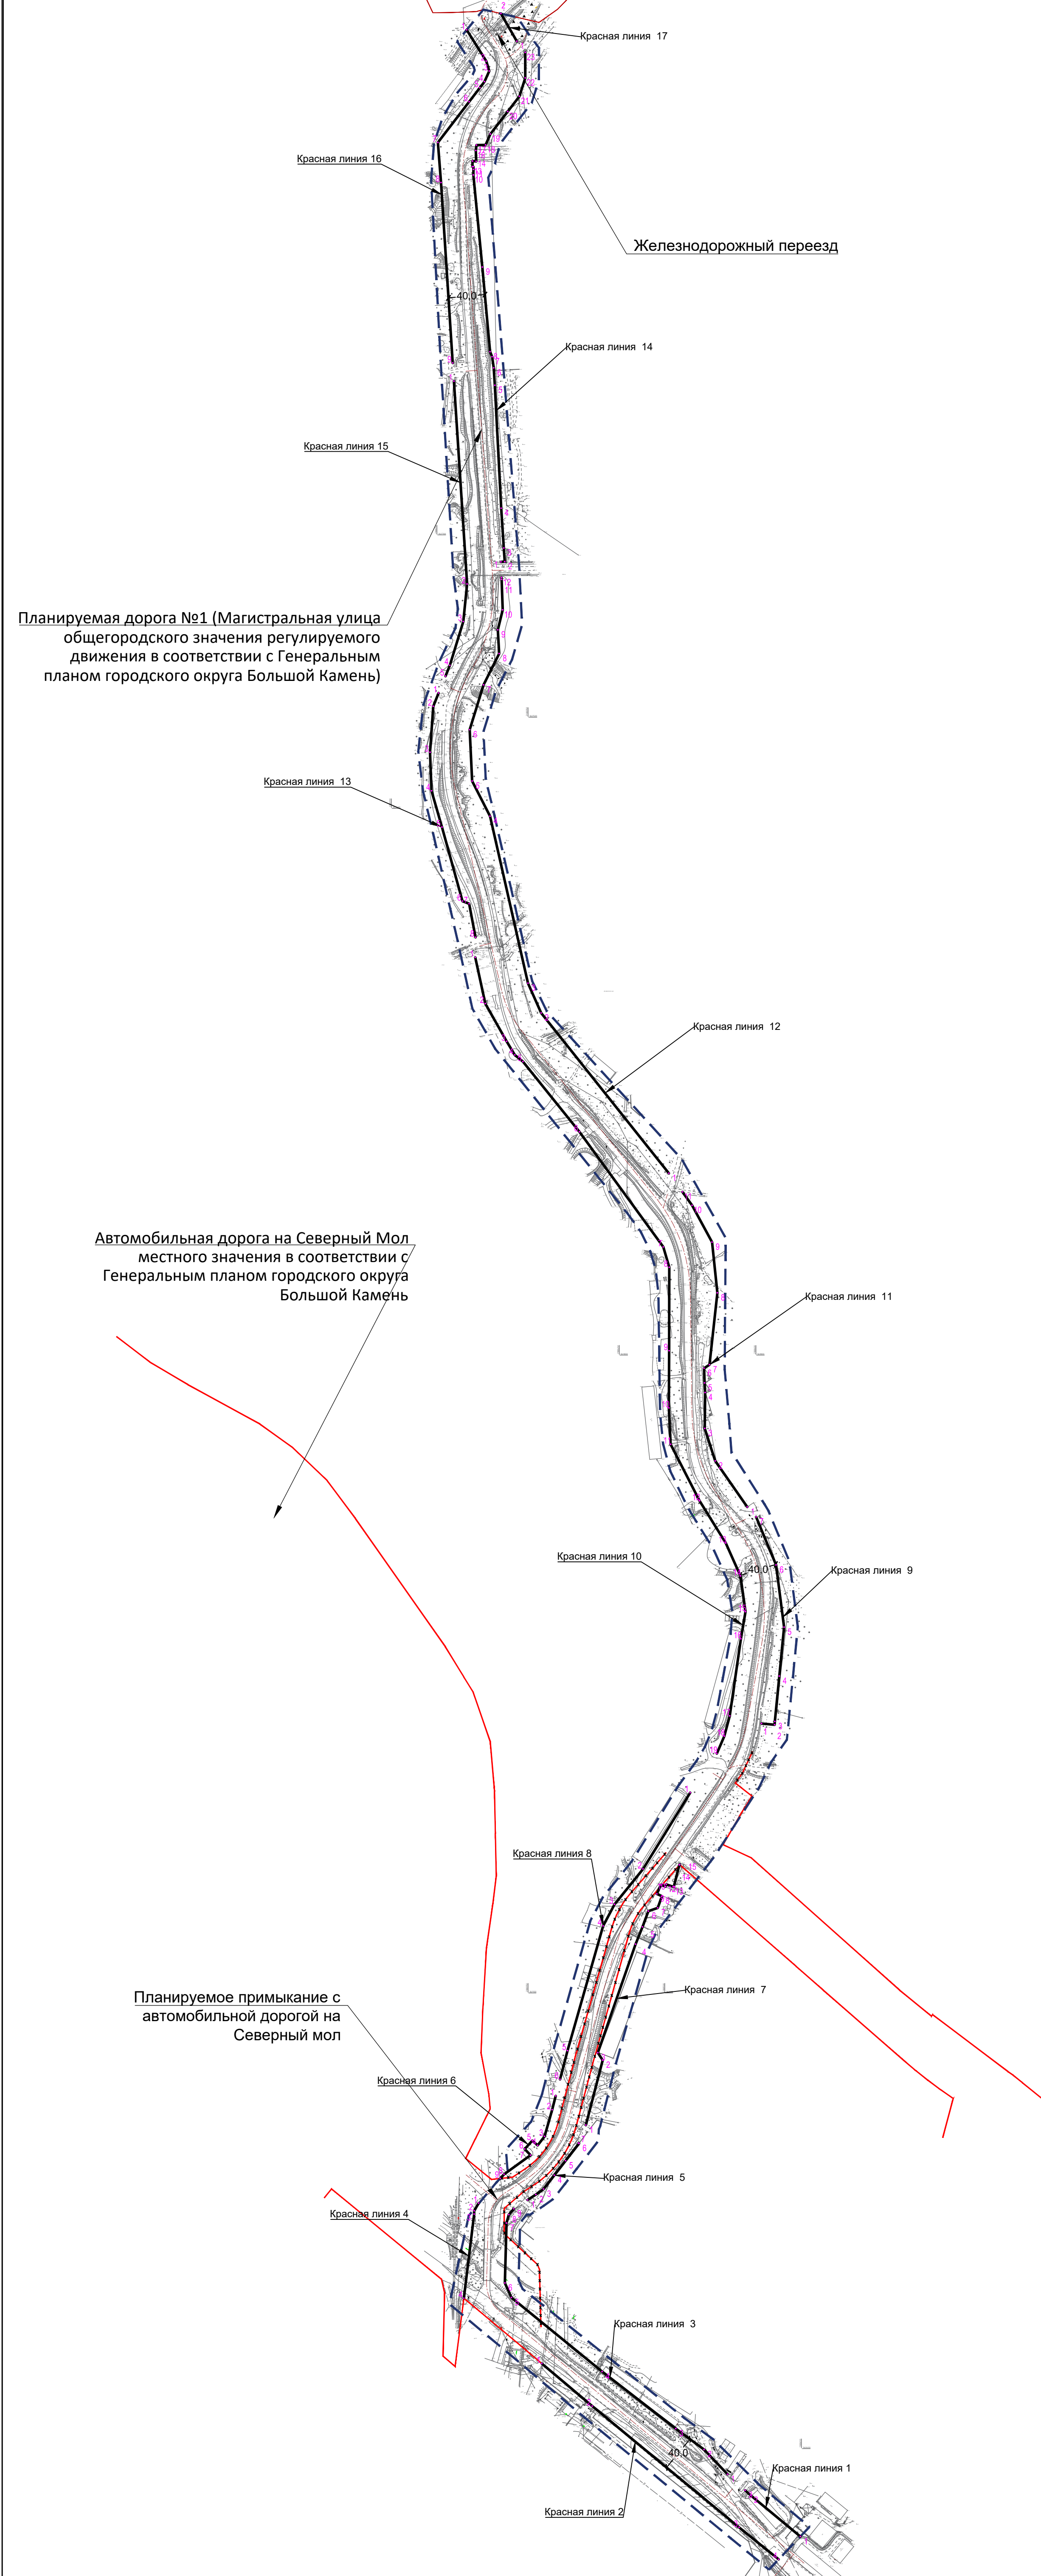 Красная линия 17
Красная линия 16
Железнодорожный переезд
40,0
Красная линия 14
Красная линия 15
Планируемая дорога №1 (Магистральная улица
общегородского значения регулируемого
движения в соответствии с Генеральным
планом городского округа Большой Камень)
Красная линия 13
Красная линия 12
Автомобильная дорога на Северный Мол
местного значения в соответствии с
Генеральным планом городского округа
Большой Камень
Красная линия 11
Красная линия 10
40,0
Красная линия 9
Красная линия 8
Красная линия 7
Планируемое примыкание с
автомобильной дорогой на
Северный мол
Красная линия 6
Красная линия 5
Красная линия 4
Красная линия 3
40,0
Красная линия 1
Красная линия 2